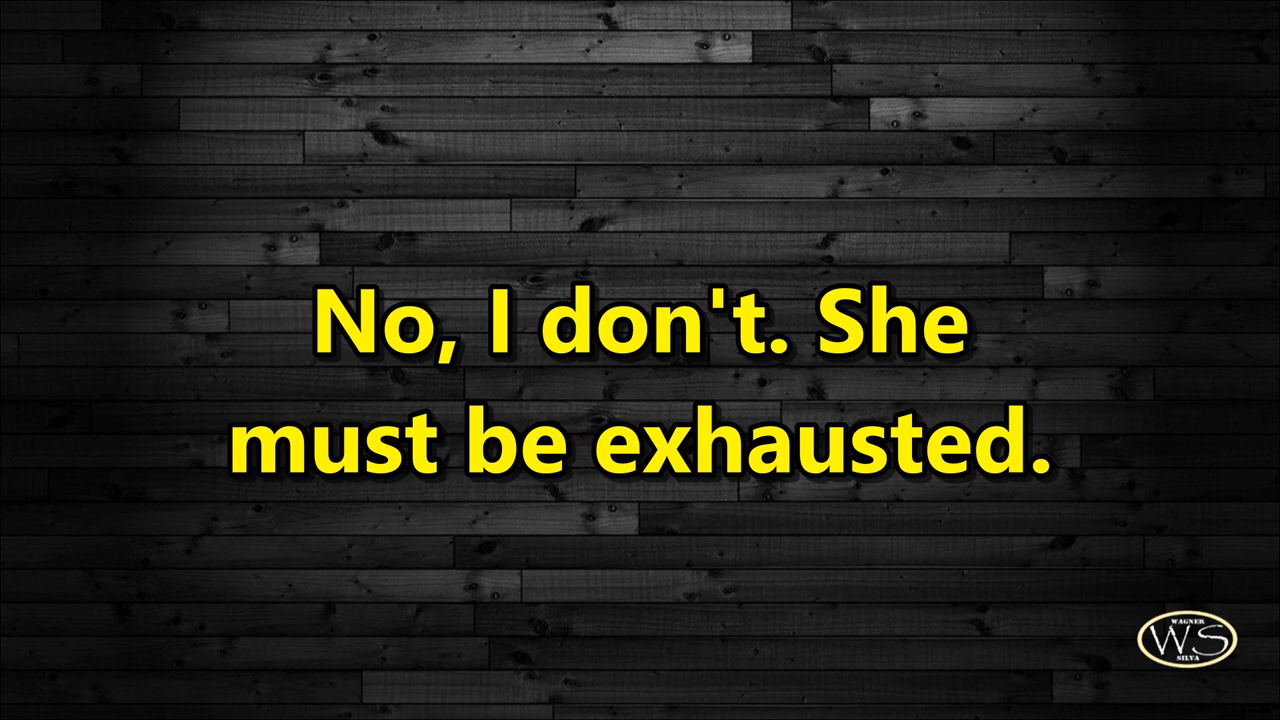 No, I don't. She
must be exhausted.
WAGNER
WS
SILVA